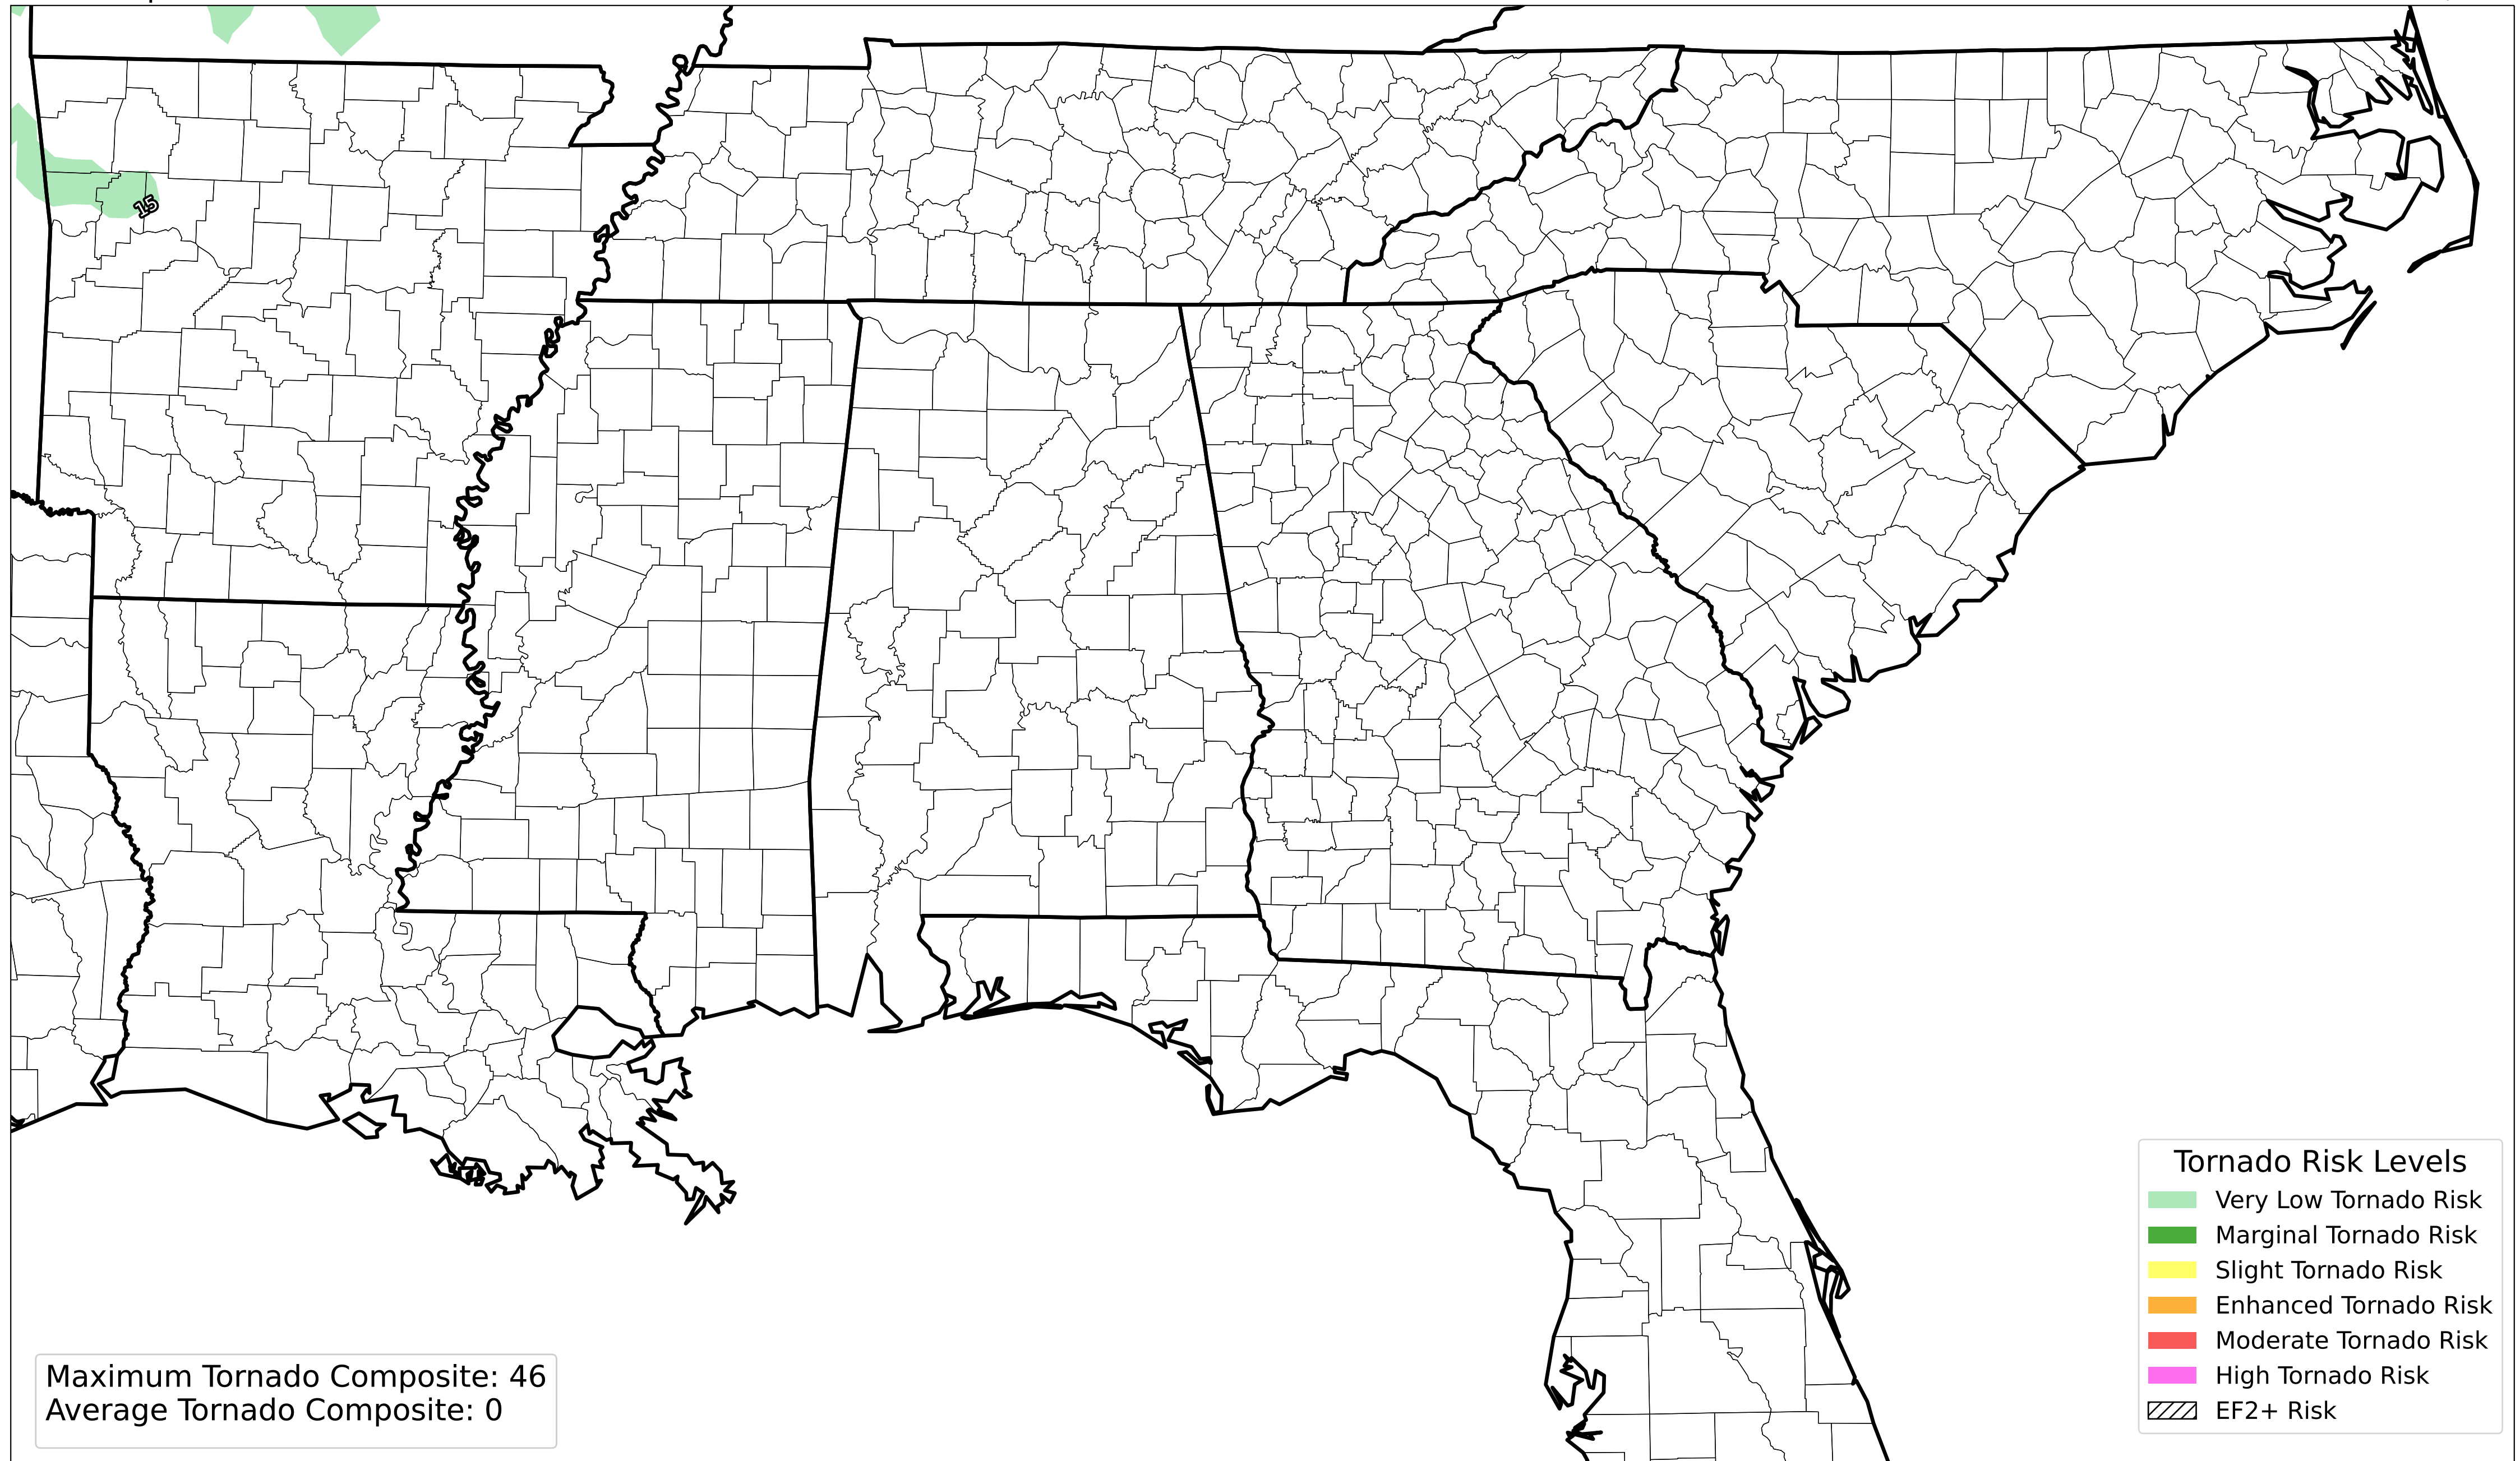 15
Tornado Risk Levels
Very Low Tornado Risk
Marginal Tornado Risk
Slight Tornado Risk
Enhanced Tornado Risk
Moderate Tornado Risk
High Tornado Risk
EF2+ Risk
Maximum Tornado Composite: 46
Average Tornado Composite: 0